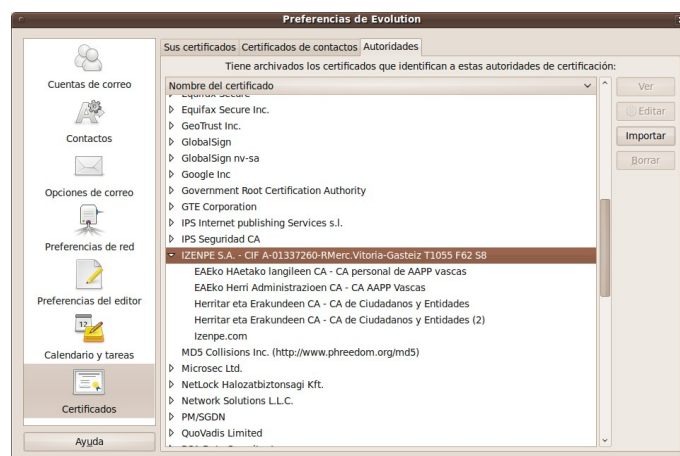 Preferencias de Evolution
Cuentas de correo
Contactos
Opciones de correo
Preferencias de red
Preferencias del editor
12
Calendario y tareas
Certificados
Ayuda
Sus certificados Certificados de contactos Autoridades
Tiene archivados los certificados que identifican a estas autoridades de certificación:
Nombre del certificado
Equifax Secure
Equifax Secure Inc.
GeoTrust Inc.
GlobalSign
GlobalSign nv-sa
Google Inc
Government Root Certification Authority
GTE Corporation
IPS Internet publishing Services s.l.
IPS Seguridad CA
IZENPE S.A. - CIF A-01337260-RMerc.Vitoria-Gasteiz T1055 F62 S8
EAEko HAetako langileen CA - CA personal de AAPP vascas
EAEko Herri Administrazioen CA - CA AAPP Vascas
Herritar eta Erakundeen CA - CA de Ciudadanos y Entidades
Herritar eta Erakundeen CA - CA de Ciudadanos y Entidades (2)
Izenpe.com
MD5 Collisions Inc. (http://www.phreedom.org/md5)
Microsec Ltd.
NetLock Halozatbiztonsagi Kft.
Network Solutions L.L.C.
PM/SGDN
QuoVadis Limited
Ver
Editar
Importar
Borrar